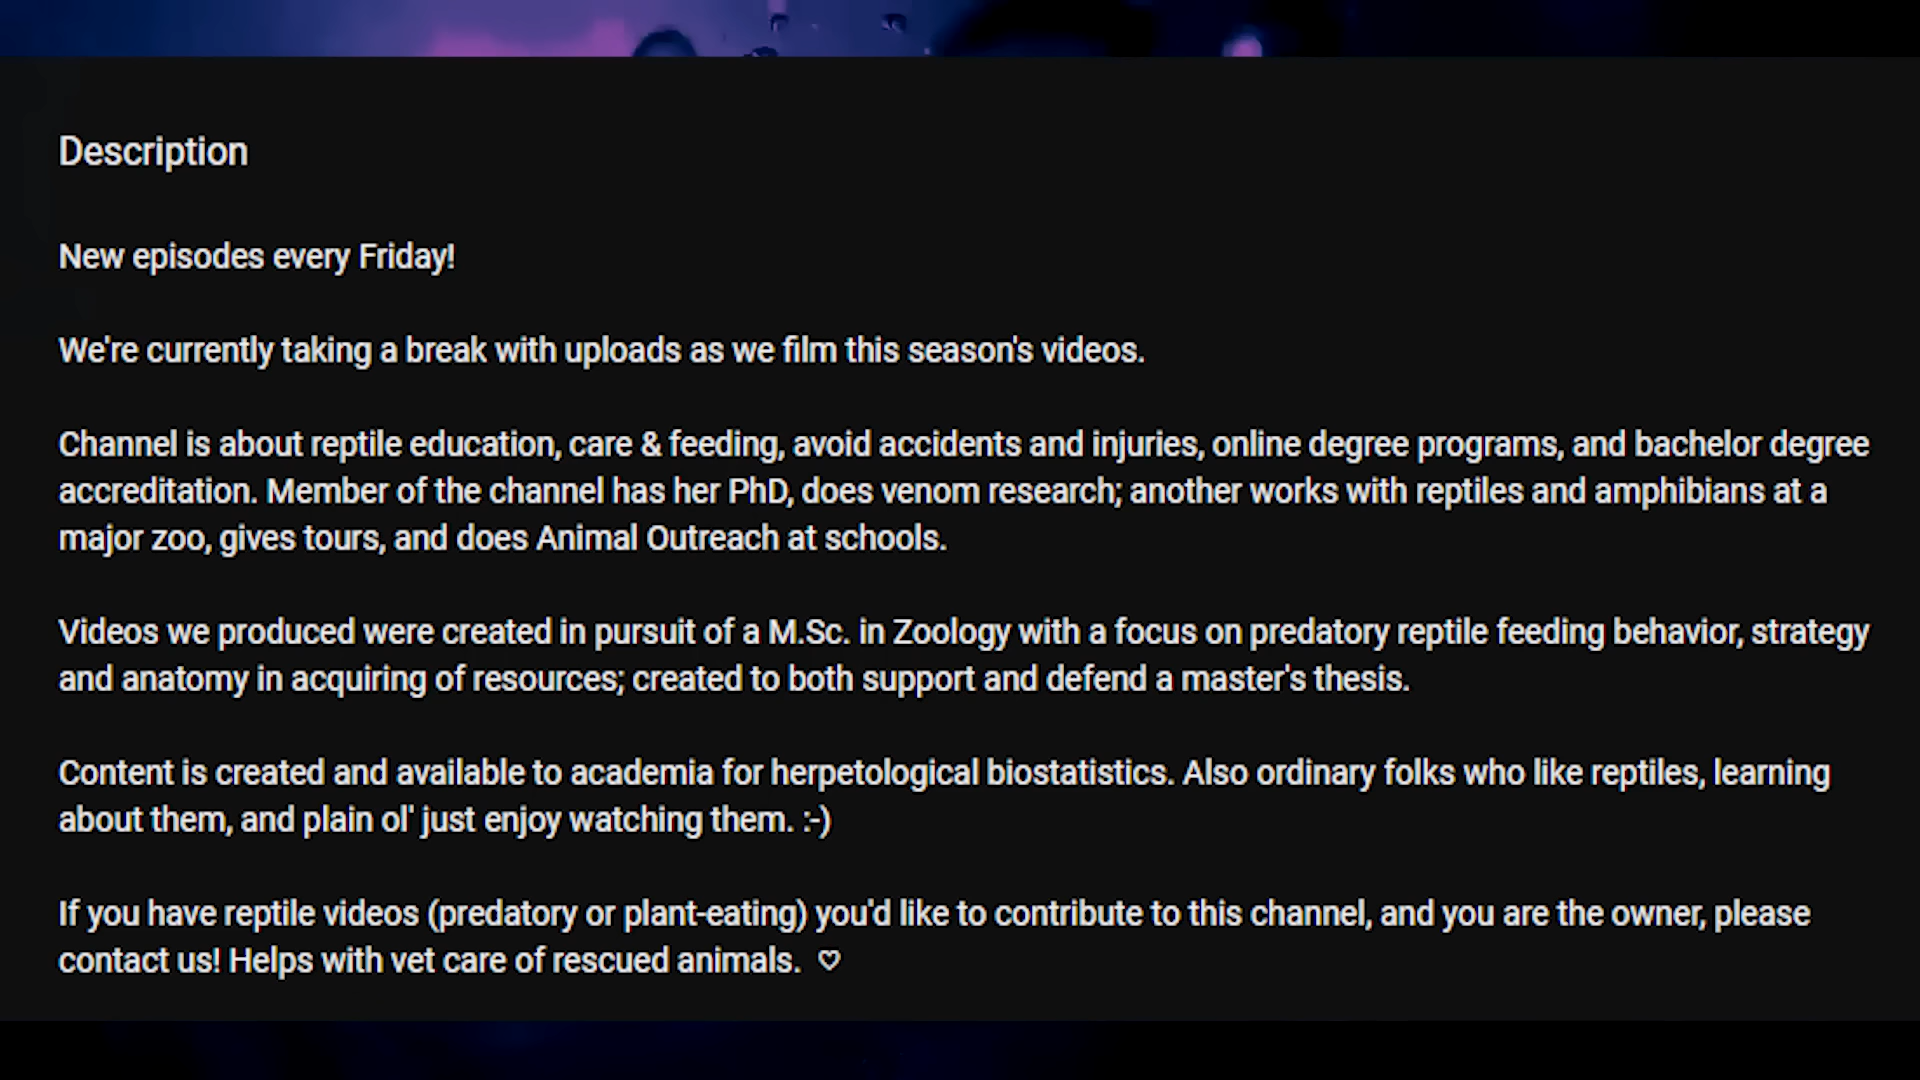 Description
New episodes every Friday!
We're currently taking a break with uploads as we film this season's videos.
Channel is about reptile education, care & feeding, avoid accidents and injuries, online degree programs, and bachelor degree
accreditation. Member of the channel has her PhD, does venom research; another works with reptiles and amphibians at a
major zoo, gives tours, and does Animal Outreach at schools.
Videos we produced were created in pursuit of a M.Sc. in Zoology with a focus on predatory reptile feeding behavior, strategy
and anatomy in acquiring of resources; created to both support and defend a master's thesis.
Content is created and available to academia for herpetological biostatistics. Also ordinary folks who like reptiles, learning
about them, and plain ol' just enjoy watching them. :-)
If you have reptile videos (predatory or plant-eating) you'd like to contribute to this channel, and you are the owner, please
contact us! Helps with vet care of rescued animals. ♡